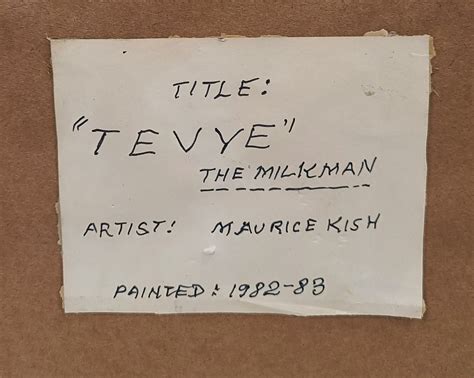 TITLE:
"TEVYE"
THE MILKMAN
ARTIST: MAURICE KISH
PAINTED: 1982-83